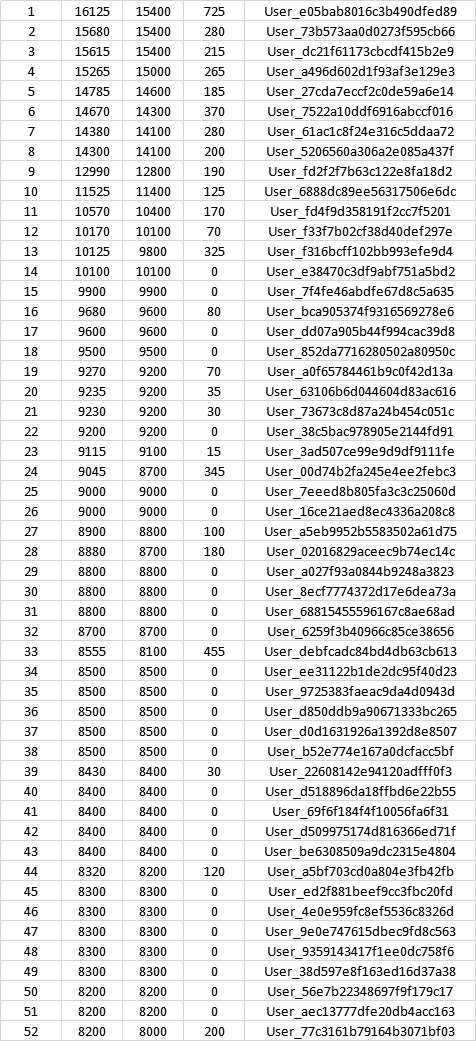 1 16125 15400 725 User_e05bab8016c3b490dfed89
2 15680 15400 280 User_73b573aa0d0273f595cb66
3 15615 15400 215 User_dc21f61173cbcdf415b2e9
4 15265 15000 265 User_a496d602d1f93af3e129e3
5 14785 14600 185 User_27cda7eccf2c0de59a6e14
6 14670 14300 370 User_7522a10ddf6916abccf016
7 14380 14100 280 User_61ac1c8f24e316c5ddaa72
8 14300 14100 200 User_5206560a306a2e085a437f
9 12990 12800 190 User_fd2f2f7b63c122e8fa18d2
10 11525 11400 125 User_6888dc89ee56317506e6dc
11 10570 10400 170 User_fd4f9d358191f2cc7f5201
12 10170 10100 70 User_f33f7b02cf38d40def297e
13 10125 9800 325 User_f316bcff102bb993efe9d4
14 10100 10100 0 User_e38470c3df9abf751a5bd2
15 9900 9900 0 User_7f4fe46abdfe67d8c5a635
16 9680 9600 80 User_bca905374f9316569278e6
17 9600 9600 0 User_dd07a905b44f994cac39d8
18 9500 9500 0 User_852da7716280502a80950c
19 9270 9200 70 User_a0f65784461b9c0f42d13a
20 9235 9200 35 User_63106b6d044604d83ac616
21 9230 9200 30 User_73673c8d87a24b454c051c
22 9200 9200 0 User_38c5bac978905e2144fd91
23 9115 9100 15 User_3ad507ce99e9d9df9111fe
24 9045 8700 345 User_00d74b2fa245e4ee2febc3
25 9000 9000 0 User_7eeed8b805fa3c3c25060d
26 9000 9000 0 User_16ce21aed8ec4336a208c8
27 8900 8800 100 User_a5eb9952b5583502a61d75
28 8880 8700 180 User_02016829aceec9b74ec14c
29 8800 8800 0 User_a027f93a0844b9248a3823
30 8800 8800 0 User_8ecf7774372d17e6dea73a
31 8800 8800 0 User_68815455596167c8ae68ad
32 8700 8700 0 User_6259f3b40966c85ce38656
33 8555 8100 455 User_debfcadc84bd4db63cb613
34 8500 8500 0 User_ee31122b1de2dc95f40d23
35 8500 8500 0 User_9725383faeac9da4d0943d
36 8500 8500 0 User_d850ddb9a90671333bc265
37 8500 8500 0 User_d0d1631926a1392d8e8507
38 8500 8500 0 User_b52e774e167a0dcfacc5bf
39 8430 8400 30 User_22608142e94120adfff0f3
40 8400 8400 0 User_d518896da18ffbd6e22b55
41 8400 8400 0 User_69f6f184f4f10056fa6f31
42 8400 8400 0 User_d509975174d816366ed71f
43 8400 8400 0 User_be6308509a9dc2315e4804
44 8320 8200 120 User_a5bf703cd0a804e3fb42fb
45 8300 8300 0 User_ed2f881beef9cc3fbc20fd
46 8300 8300 0 User_4e0e959fc8ef5536c8326d
47 8300 8300 0 User_9e0e747615dbec9fd8c563
48 8300 8300 0 User_9359143417f1ee0dc758f6
49 8300 8300 0 User_38d597e8f163ed16d37a38
50 8200 8200 0 User_56e7b22348697f9f179c17
51 8200 8200 0 User_aec13777dfe20db4acc163
52 8200 8000 200 User_77c3161b79164b3071bf03